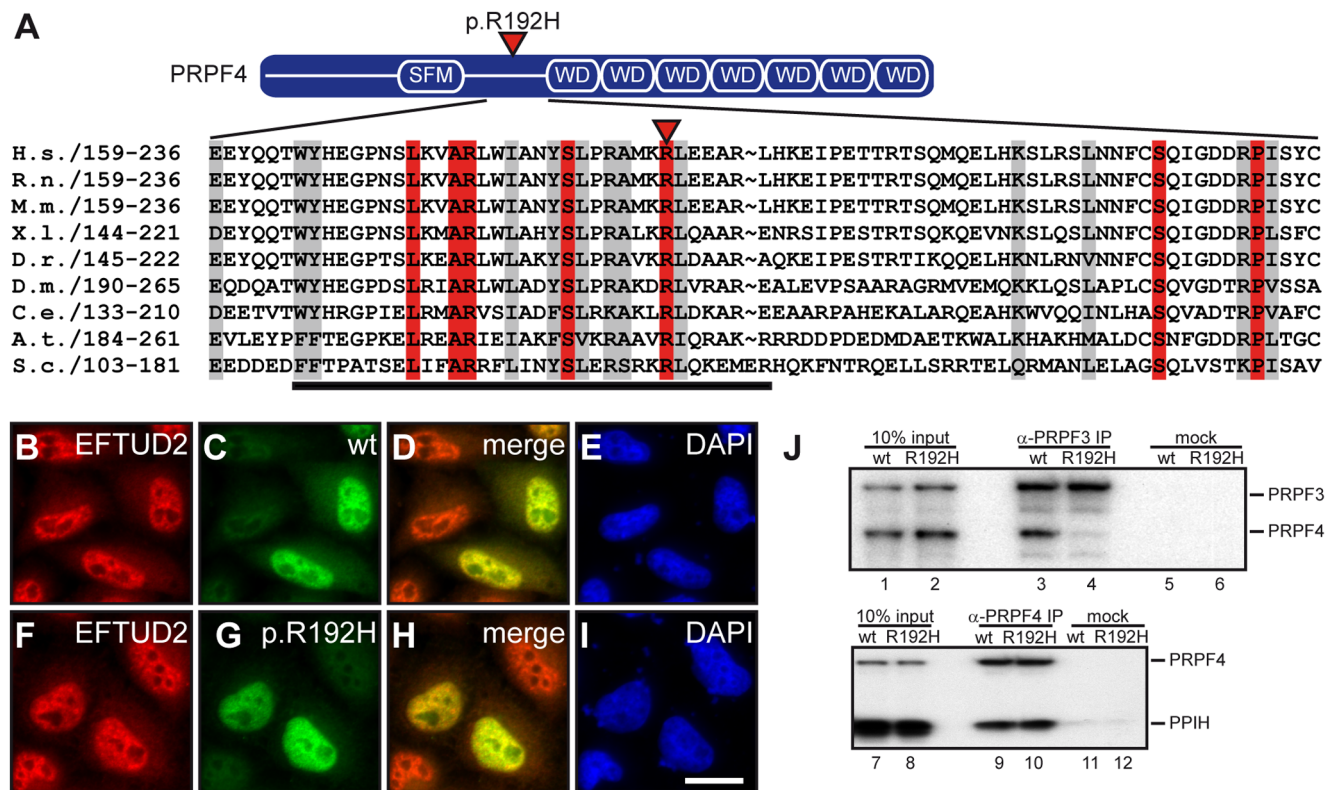 A
p.R192H
PRPF4 SFM WD WD WD WD WD WD WD
H.s./159-236 EEYQQTWYHEGPNSLKVARLWIANYSLPRAMKRLEEAR~LHKEIPETTRTSQMQELHKSLRSLNNFCSQIGDDRPISYC
R.n./159-236 EEYQQTWYHEGPNSLKVARLWIANYSLPRAMKRLEEAR~LHKEIPETTRTSQMQELHKSLRSLNNFCSQIGDDRPISYC
M.m./159-236 EEYQQTWYHEGPNSLKVARLWIANYSLPRAMKRLEEAR~LHKEIPETTRTSQMQELHKSLRSLNNFCSQIGDDRPISYC
X.l./144-221 DEYQQTWYHEGPNSLKMARLWLAHYSLPRALKRLQAAR~ENRSIPESTRTSQKQEVNKSLQSLNNFCSQIGDDRPLSFC
D.r./145-222 EEYQQTWYHEGPTSLKEARLWLAKYSLPRAVKRLDAAR~AQKEIPESTRTIKQQELHKNLRNVNNFCSQIGDDRPISYC
D.m./190-265 EQDQATWYHEGPDSLRIARLWLADYSLPRAKDRLVRAR~EALEVPSAARAGRMVEMQKKLQSLAPLCSQVGDTRPVSSA
C.e./133-210 DEETVTWYHRGPIELRMARVSIADFSLRKAKLRLDKAR~EEAARPAHEKALARQEAHKWVQQINLHASQVADTRPVAFC
A.t./184-261 EVLEYPFFTEGPKELREARIEIAKFSVKRAAVRIQRAK~RRRDDPDEDMDAETKWALKHAKHMALDCSNFGDDRPLTGC
S.c./103-181 EEDDEDFFTPATSELIFARRFLINYSLERSRKRLQKEMERHQKFNTRQELLSRRTELQRMANLELAGSQLVSTKPISAV
B EFTUD2 C wt D merge E DAPI
F EFTUD2 G p.R192H H merge I DAPI
J
10% input α-PRPF3 IP mock
wt R192H wt R192H wt R192H
PRPF3
PRPF4
1 2 3 4 5 6
10% input α-PRPF4 IP mock
wt R192H wt R192H wt R192H
PRPF4
PPIH
7 8 9 10 11 12